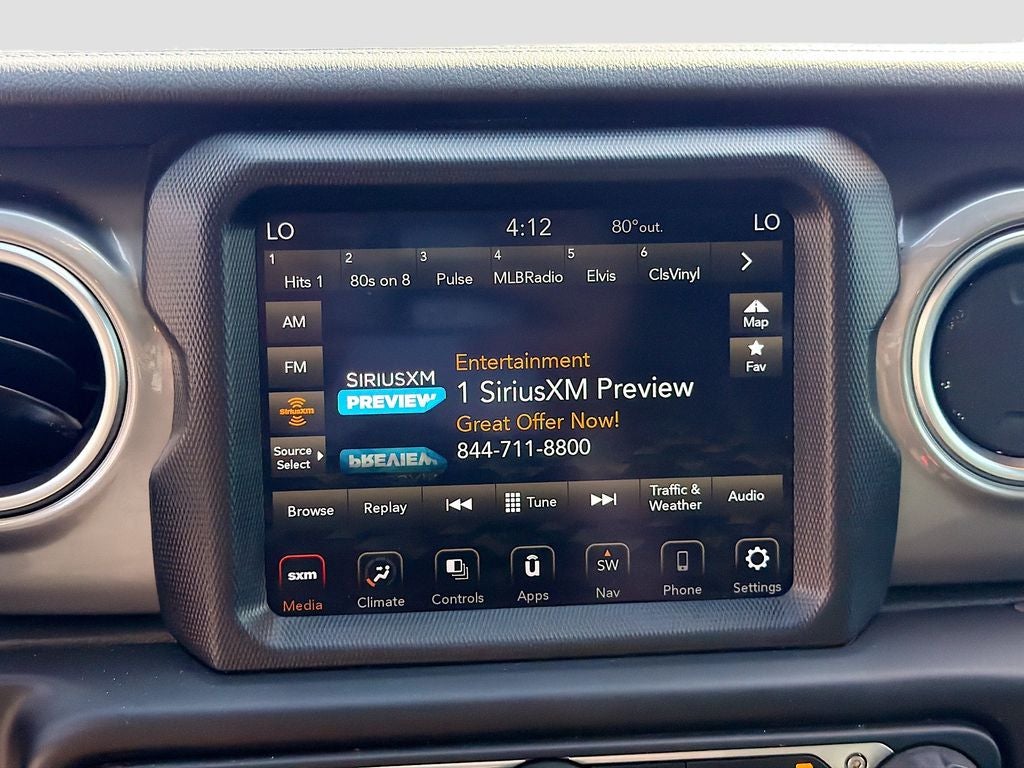 LO 4:12 80°out. LO
1 Hits 1 2 80s on 8 3 Pulse 4 MLBRadio 5 Elvis 6 ClsVinyl
AM
Map
FM
Fav
SiriusXM
Source
Select
SIRIUSXM
PREVIEW
PREVIEW
Entertainment
1 SiriusXM Preview
Great Offer Now!
844-711-8800
Browse Replay Tune Traffic &
Weather Audio
sxm SW
Media Climate Controls Apps Nav Phone Settings